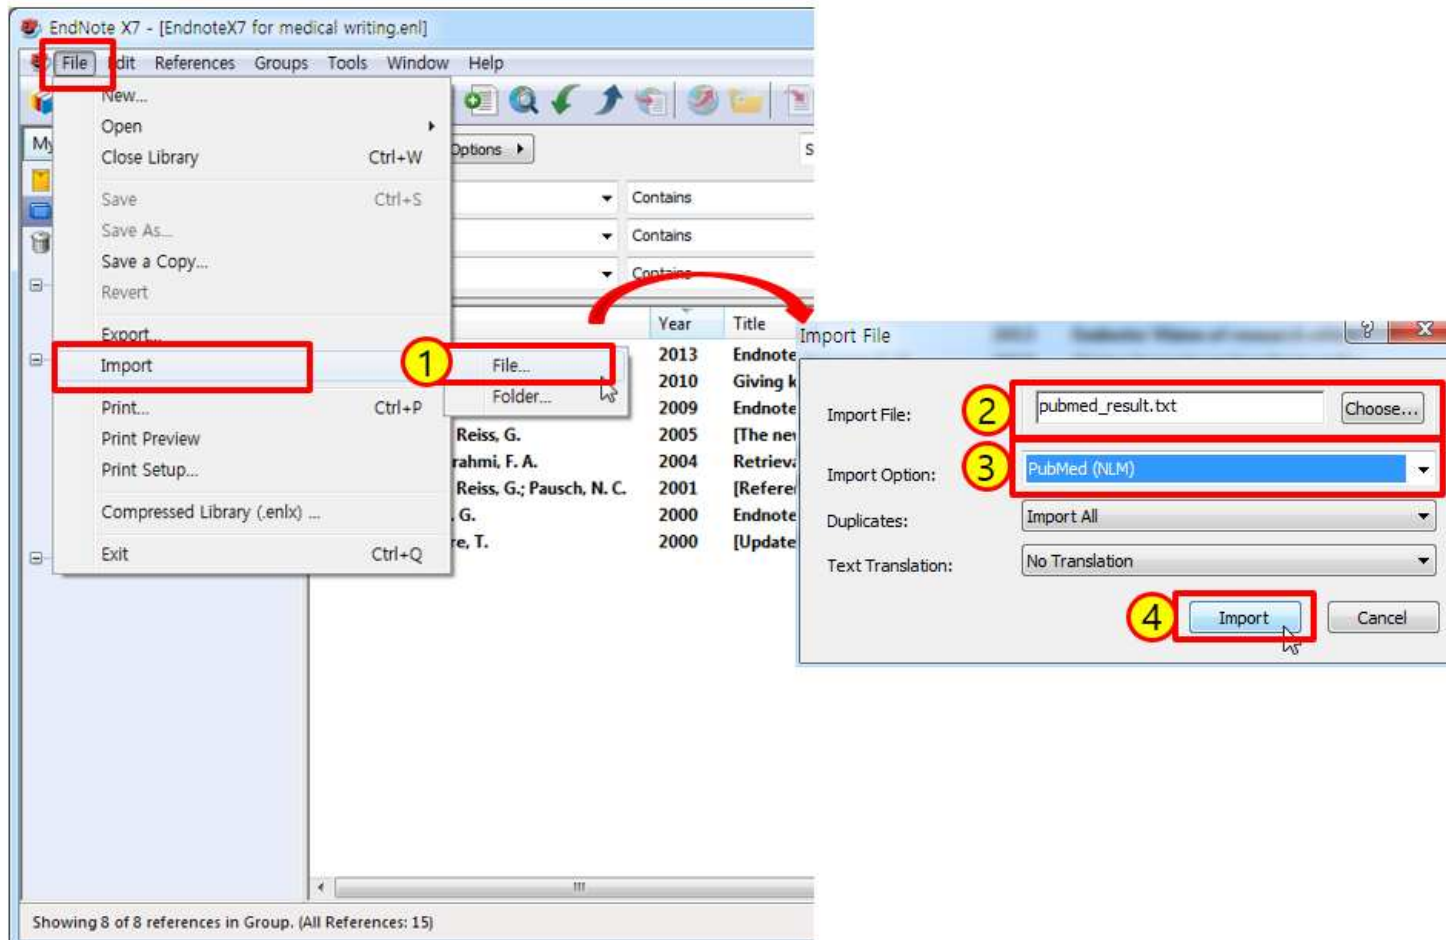 EndNote X7 - [EndnoteX7 for medical writing.enl]
File Edit References Groups Tools Window Help
New...
Open
My
Options
S
Close Library Ctrl+W
Save Ctrl+S
Contains
Save As...
Contains
Save a Copy...
Contains
Revert
Year Title
Export...
Import
1
File...
Folder...
2013 Endnote
2010 Giving k
Print... Ctrl+P
2009 Endnote
Print Preview
Reiss, G. 2005 [The new
Print Setup...
rahmi, F. A. 2004 Retrieva
Reiss, G.; Pausch, N. C. 2001 [Refere
Compressed Library (.enlx) ...
. G. 2000 Endnote
Exit Ctrl+Q
re, T. 2000 [Update
Import File
Import File: 2 pubmed_result.txt Choose...
Import Option: 3 PubMed (NLM)
Duplicates: Import All
Text Translation: No Translation
4 Import Cancel
Showing 8 of 8 references in Group. (All References: 15)